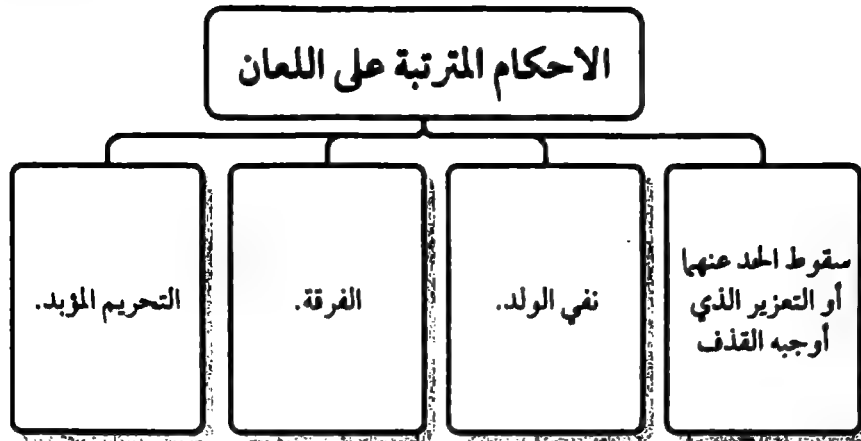 الاحكام المترتبة على اللعان
سقوط الحد عنهما
أو التعزير الذي
أوجبه القذف
نفي الولد.
الفرقة.
التحريم المؤبد.